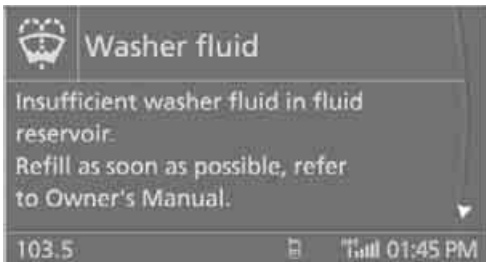 Washer fluid
Insufficient washer fluid in fluid
reservoir.
Refill as soon as possible, refer
to Owner's Manual.
103.5 01:45 PM